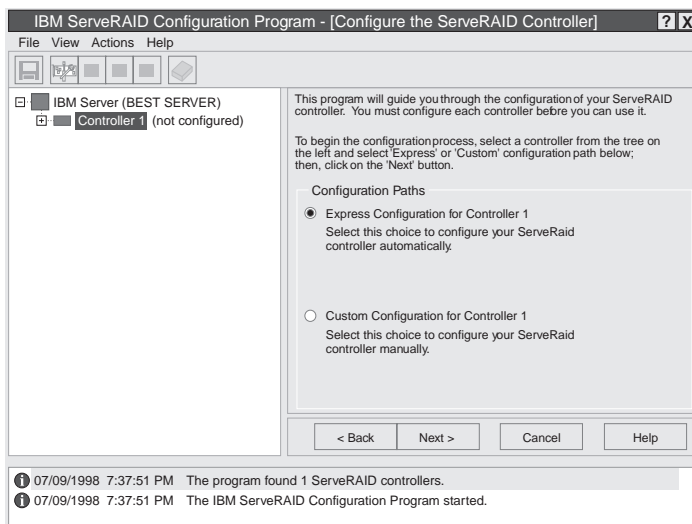 IBM ServeRAID Configuration Program - [Configure the ServeRAID Controller] ? X
File View Actions Help
IBM Server (BEST SERVER)
Controller 1 (not configured)
This program will guide you through the configuration of your ServeRAID
controller. You must configure each controller before you can use it.
To begin the configuration process, select a controller from the tree on
the left and select 'Express' or 'Custom' configuration path below;
then, click on the 'Next' button.
Configuration Paths
Express Configuration for Controller 1
Select this choice to configure your ServeRaid
controller automatically.
Custom Configuration for Controller 1
Select this choice to configure your ServeRaid
controller manually.
< Back Next > Cancel Help
07/09/1998 7:37:51 PM The program found 1 ServeRAID controllers.
07/09/1998 7:37:51 PM The IBM ServeRAID Configuration Program started.